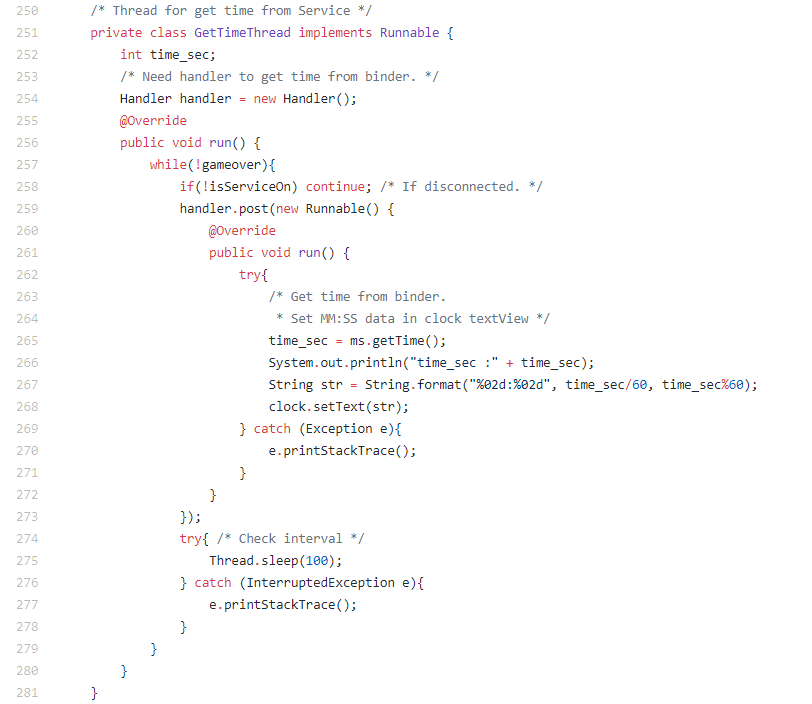 250 /* Thread for get time from Service */
251 private class GetTimeThread implements Runnable {
252 int time_sec;
253 /* Need handler to get time from binder. */
254 Handler handler = new Handler();
255 @Override
256 public void run() {
257 while(!gameover){
258 if(!isServiceOn) continue; /* If disconnected. */
259 handler.post(new Runnable() {
260 @Override
261 public void run() {
262 try{
263 /* Get time from binder.
264 * Set MM:SS data in clock textView */
265 time_sec = ms.getTime();
266 System.out.println("time_sec :" + time_sec);
267 String str = String.format("%02d:%02d", time_sec/60, time_sec%60);
268 clock.setText(str);
269 } catch (Exception e){
270 e.printStackTrace();
271 }
272 }
273 });
274 try{ /* Check interval */
275 Thread.sleep(100);
276 } catch (InterruptedException e){
277 e.printStackTrace();
278 }
279 }
280 }
281 }